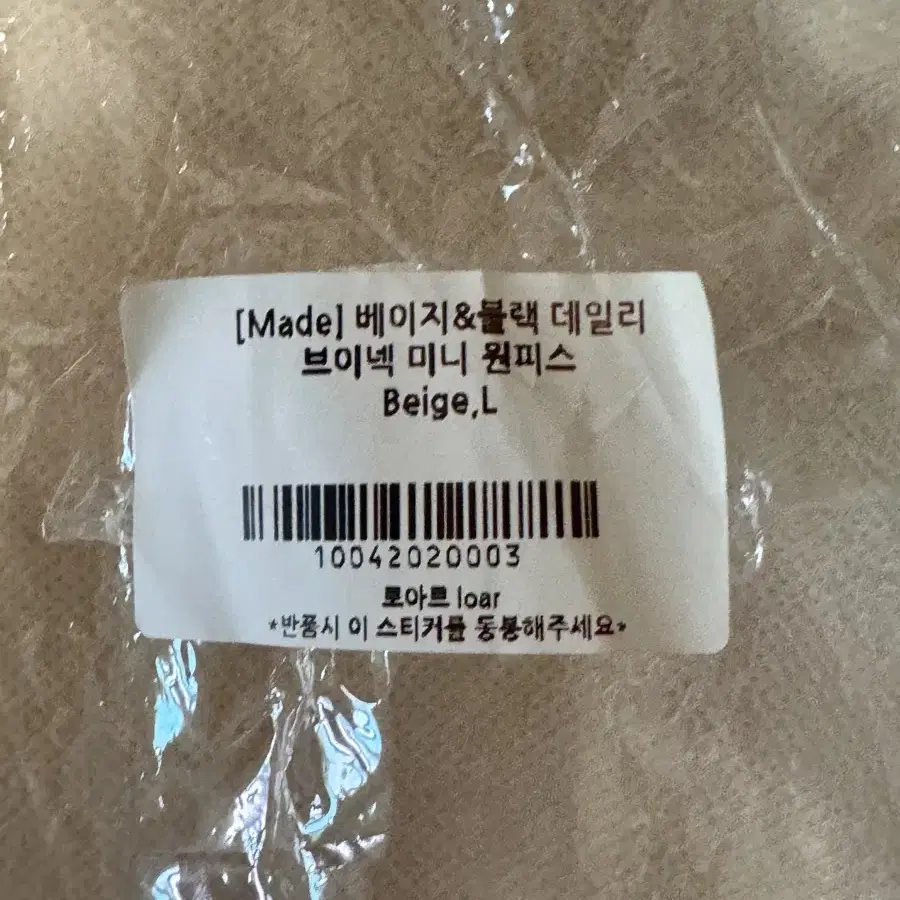 [Made] 베이지&블랙 데일리
브이넥 미니 원피스
Beige,L
10042020003
로아르 loar
*반품시 이 스티커를 동봉해주세요*